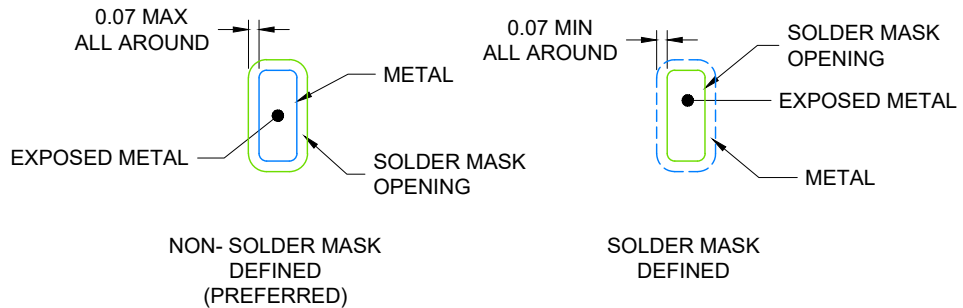 0.07 MAX
ALL AROUND
METAL
EXPOSED METAL
SOLDER MASK
OPENING
NON- SOLDER MASK
DEFINED
(PREFERRED)
0.07 MIN
ALL AROUND
SOLDER MASK
OPENING
EXPOSED METAL
METAL
SOLDER MASK
DEFINED